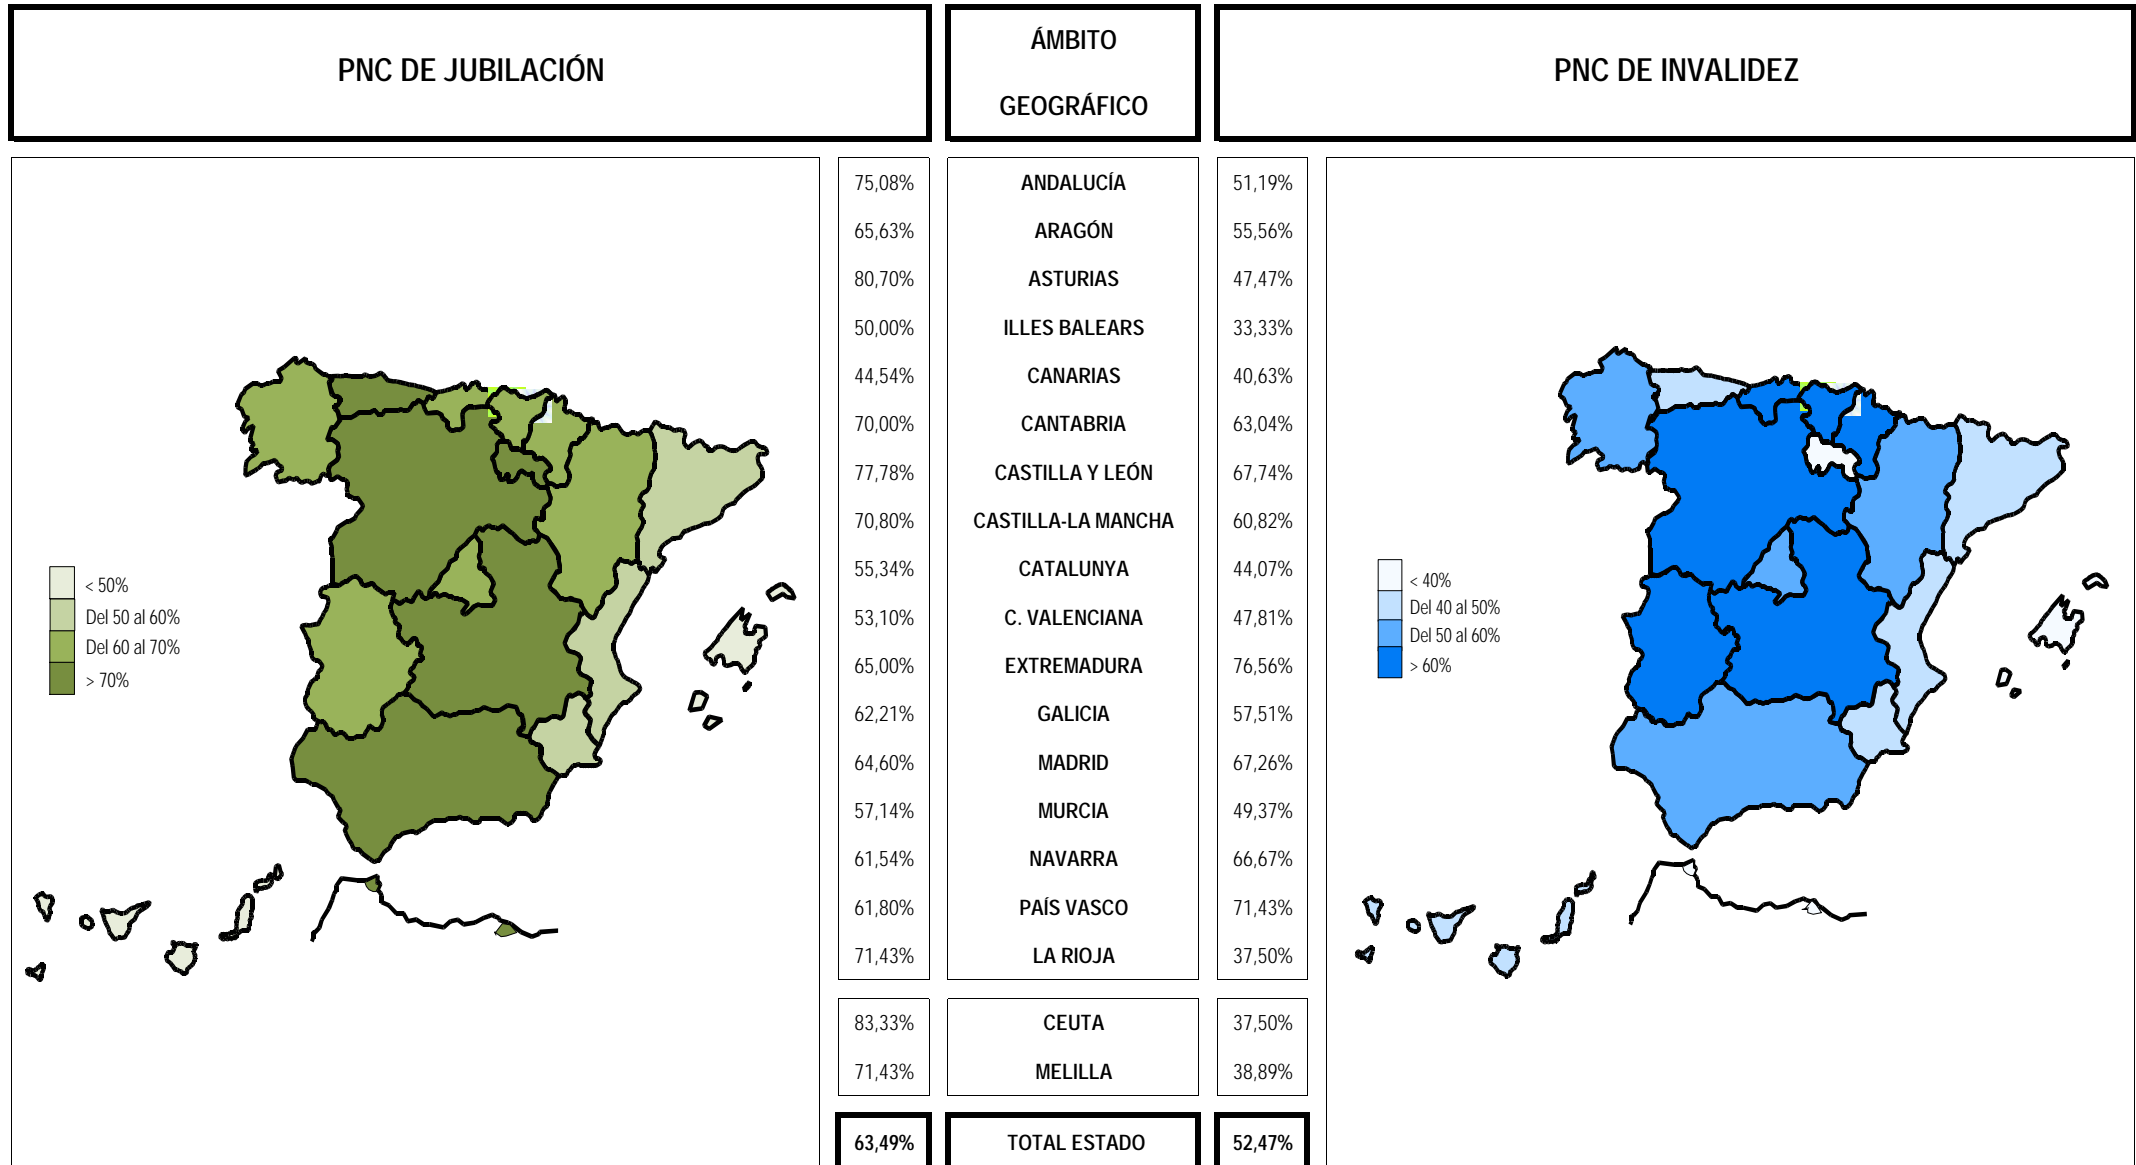 PNC DE JUBILACIÓN
ÁMBITO
GEOGRÁFICO
PNC DE INVALIDEZ
75,08% ANDALUCÍA 51,19%
65,63% ARAGÓN 55,56%
80,70% ASTURIAS 47,47%
50,00% ILLES BALEARS 33,33%
44,54% CANARIAS 40,63%
70,00% CANTABRIA 63,04%
77,78% CASTILLA Y LEÓN 67,74%
70,80% CASTILLA-LA MANCHA 60,82%
55,34% CATALUNYA 44,07%
53,10% C. VALENCIANA 47,81%
65,00% EXTREMADURA 76,56%
62,21% GALICIA 57,51%
64,60% MADRID 67,26%
57,14% MURCIA 49,37%
61,54% NAVARRA 66,67%
61,80% PAÍS VASCO 71,43%
71,43% LA RIOJA 37,50%
83,33% CEUTA 37,50%
71,43% MELILLA 38,89%
63,49% TOTAL ESTADO 52,47%
< 50%
Del 50 al 60%
Del 60 al 70%
> 70%
< 40%
Del 40 al 50%
Del 50 al 60%
> 60%